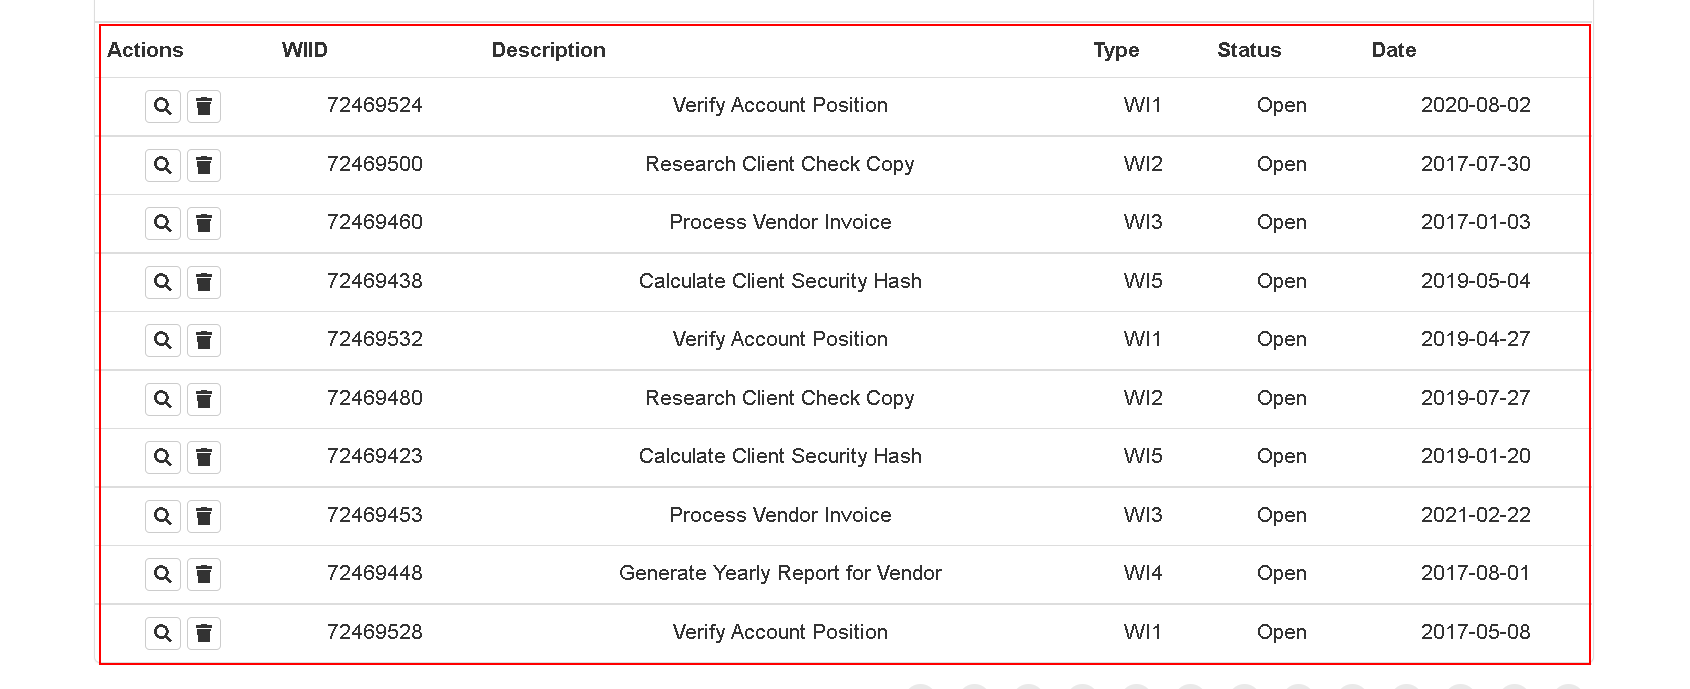 Actions WIID Description Type Status Date
72469524 Verify Account Position WI1 Open 2020-08-02
72469500 Research Client Check Copy WI2 Open 2017-07-30
72469460 Process Vendor Invoice WI3 Open 2017-01-03
72469438 Calculate Client Security Hash WI5 Open 2019-05-04
72469532 Verify Account Position WI1 Open 2019-04-27
72469480 Research Client Check Copy WI2 Open 2019-07-27
72469423 Calculate Client Security Hash WI5 Open 2019-01-20
72469453 Process Vendor Invoice WI3 Open 2021-02-22
72469448 Generate Yearly Report for Vendor WI4 Open 2017-08-01
72469528 Verify Account Position WI1 Open 2017-05-08